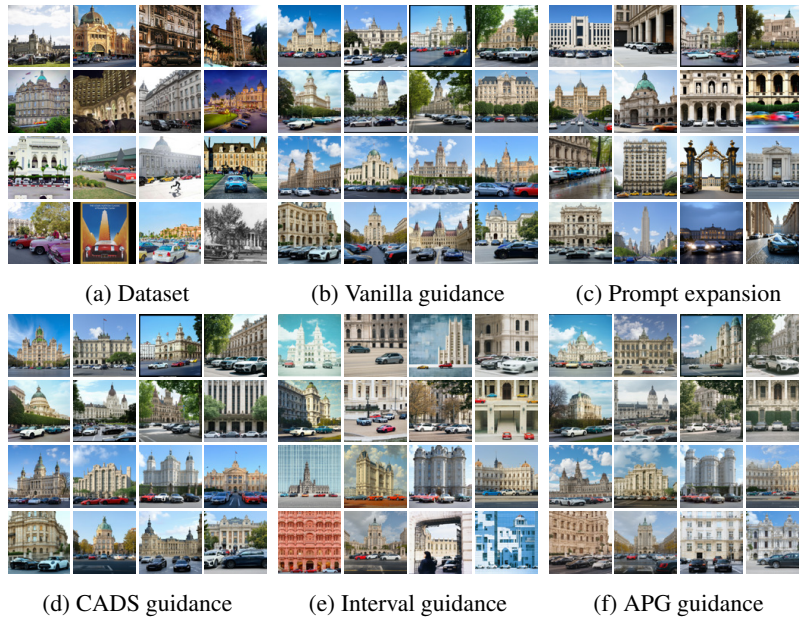 (a) Dataset
(b) Vanilla guidance
(c) Prompt expansion
(d) CADS guidance
(e) Interval guidance
(f) APG guidance